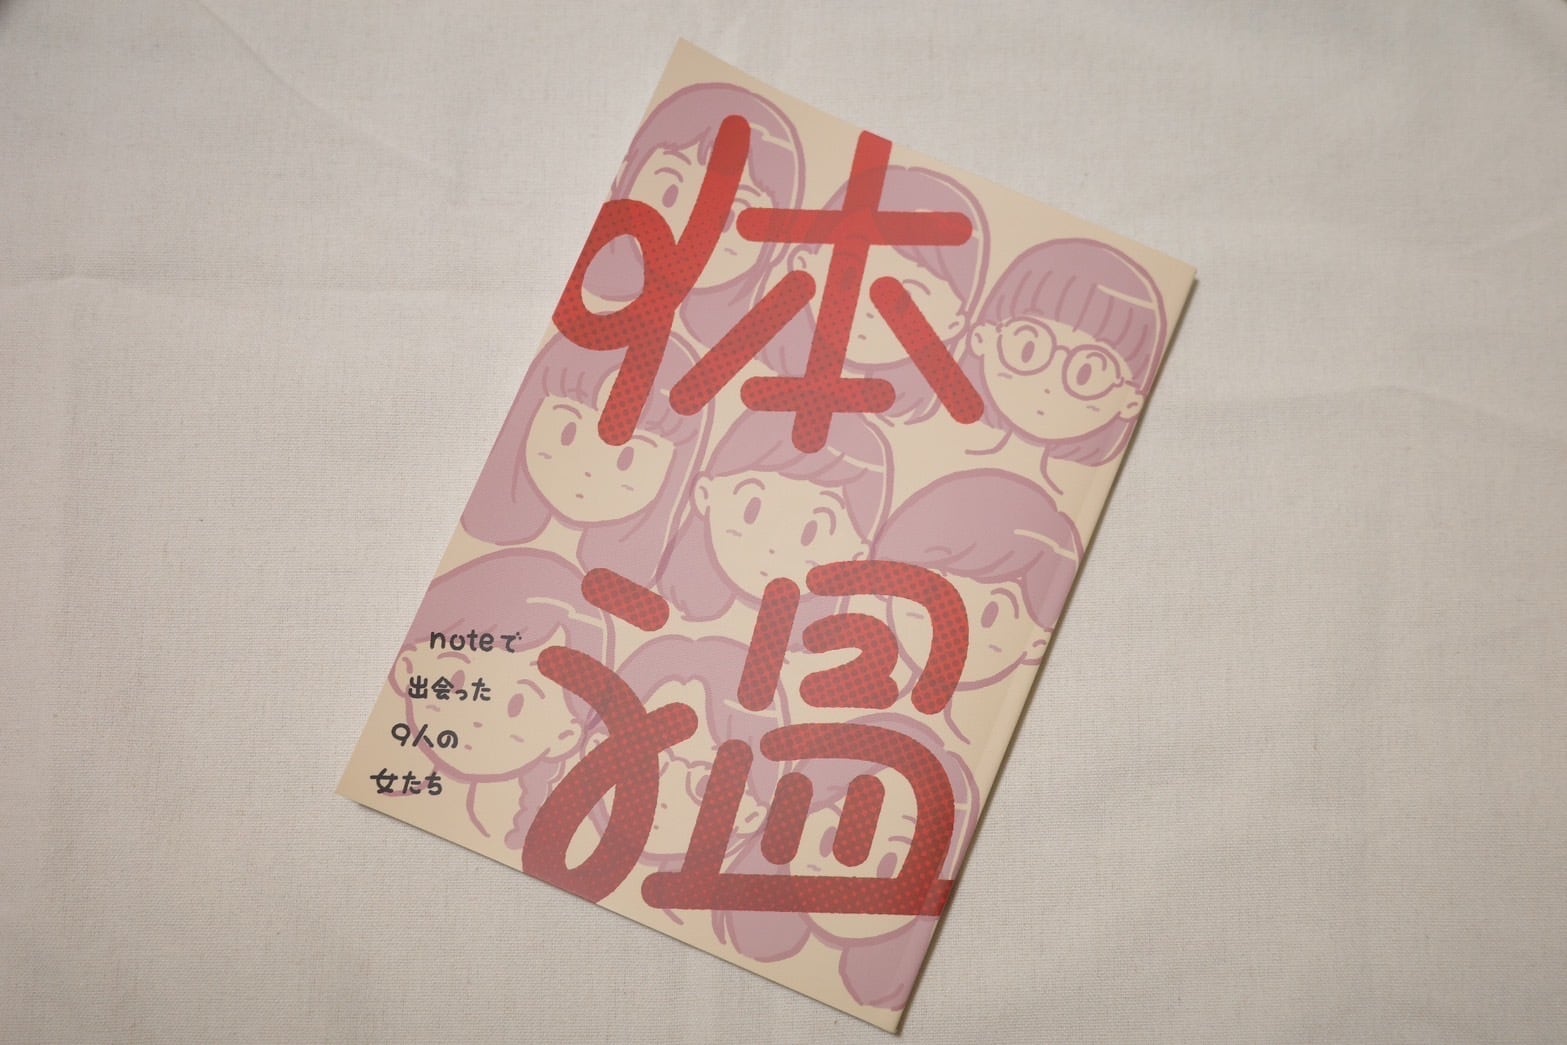 体温
noteで
出会った
9人の
女たち